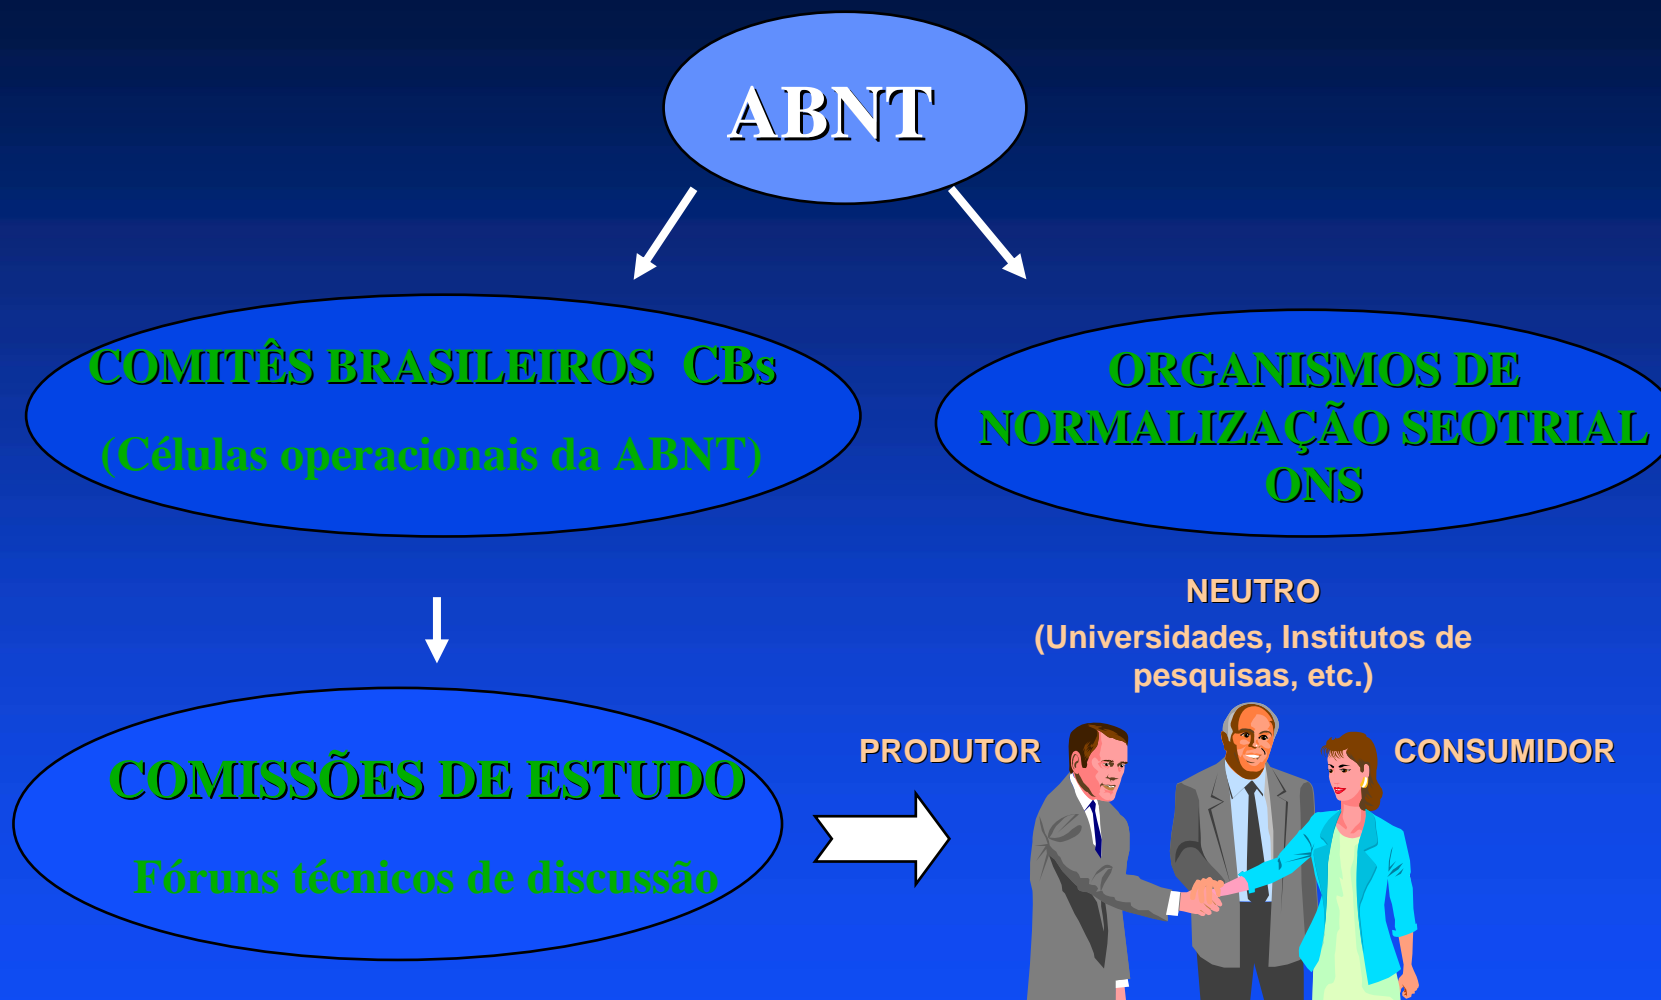 ABNT
COMITÊS BRASILEIROS CBs
(Células operacionais da ABNT)
ORGANISMOS DE
NORMALIZAÇÃO SEOTRIAL
ONS
NEUTRO
(Universidades, Institutos de
pesquisas, etc.)
PRODUTOR
CONSUMIDOR
COMISSÕES DE ESTUDO
Fóruns técnicos de discussão